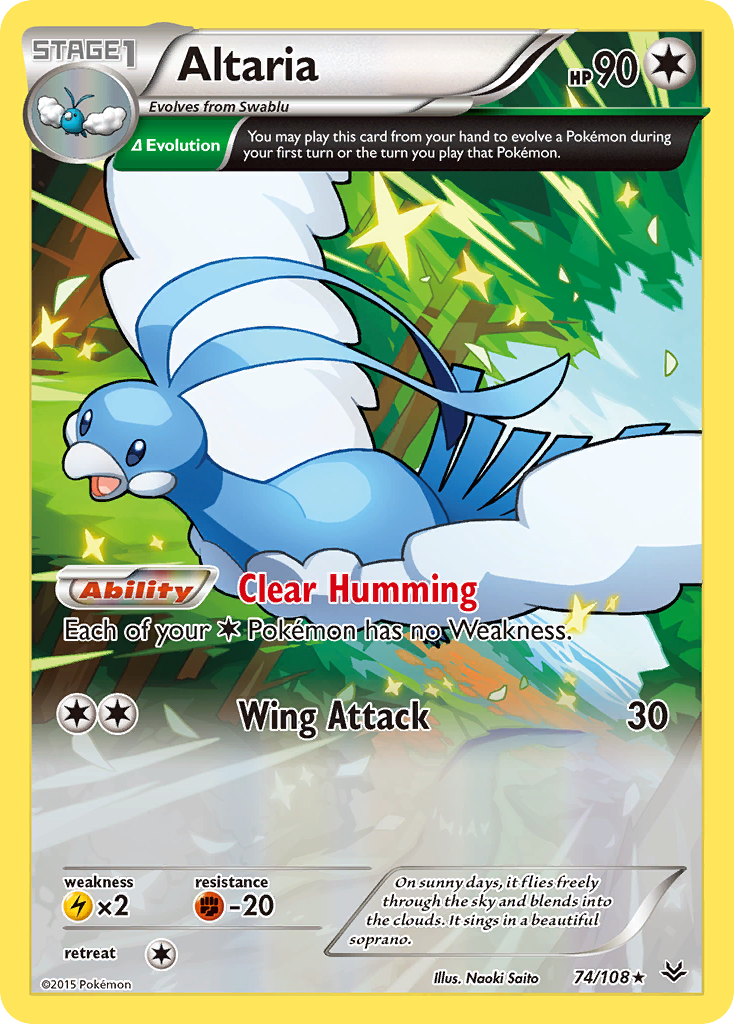 STAGE1
Altaria
HP90
Evolves from Swablu
Δ Evolution
You may play this card from your hand to evolve a Pokémon during
your first turn or the turn you play that Pokémon.
Ability Clear Humming
Each of your Pokémon has no Weakness.
Wing Attack 30
weakness resistance
×2 -20
retreat
On sunny days, it flies freely
through the sky and blends into
the clouds. It sings in a beautiful
soprano.
©2015 Pokémon Illus. Naoki Saito 74/108★